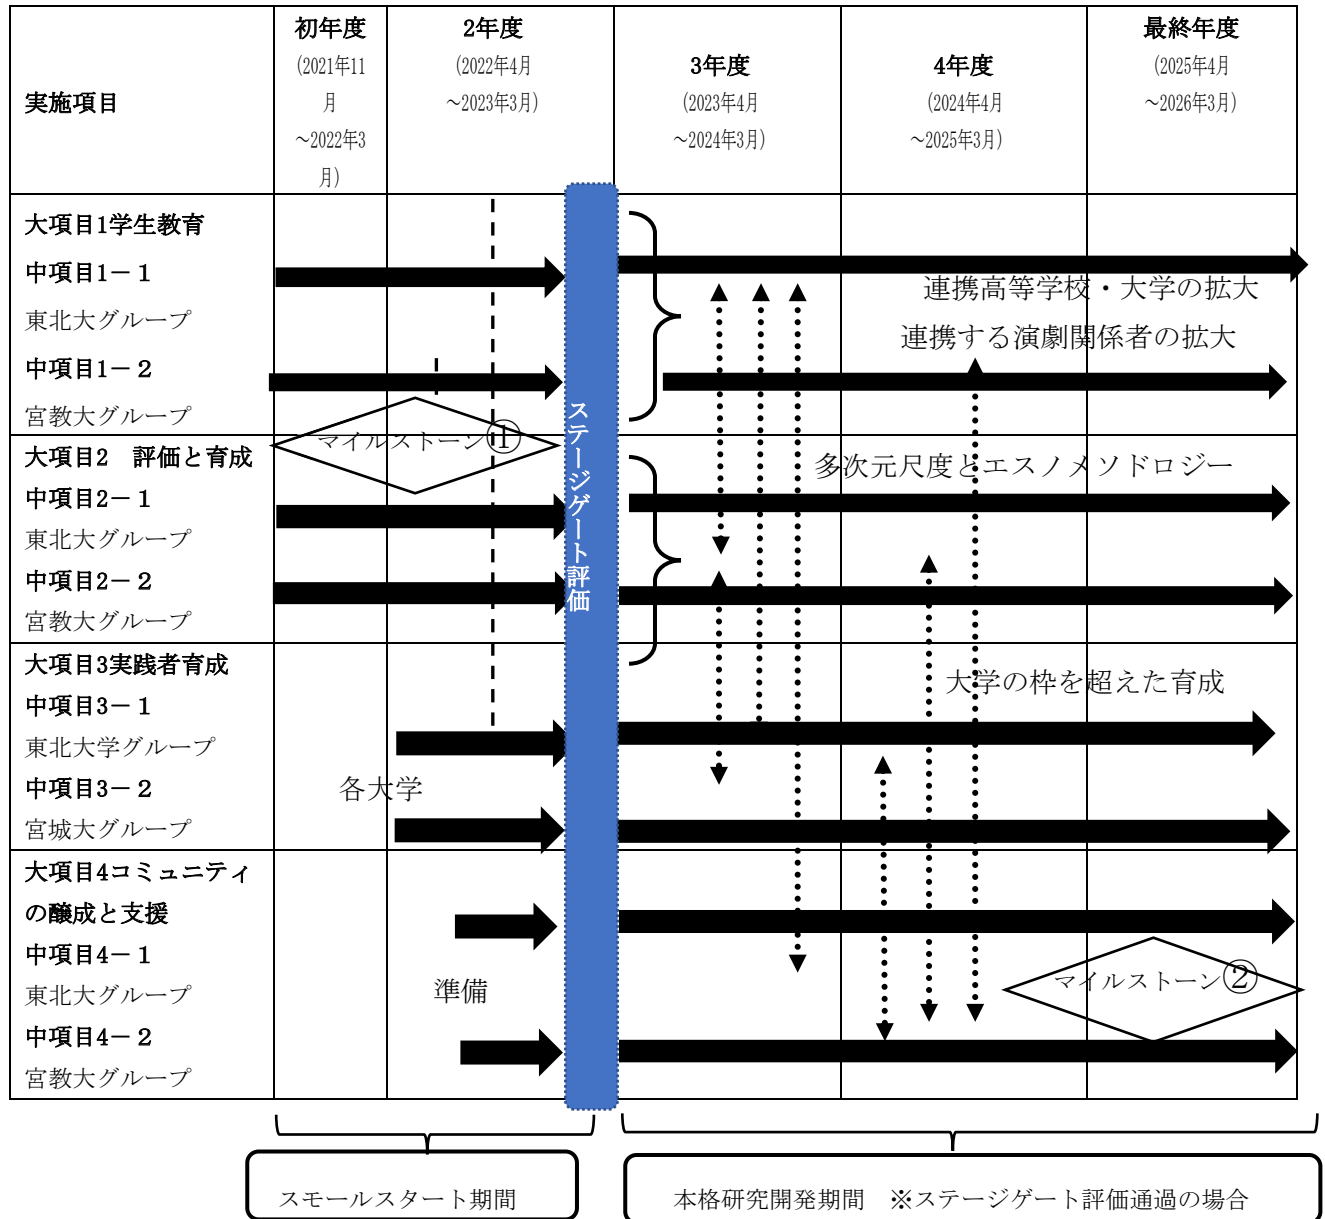 実施項目
初年度
(2021年11
月
～2022年3
月)
2年度
(2022年4月
～2023年3月)
3年度
(2023年4月
～2024年3月)
4年度
(2024年4月
～2025年3月)
最終年度
(2025年4月
～2026年3月)
大項目1学生教育
中項目1－1
東北大グループ
中項目1－2
宮教大グループ
連携高等学校・大学の拡大
連携する演劇関係者の拡大
マイルストーン①
ステージゲート評価
大項目2　評価と育成
中項目2－1
東北大グループ
中項目2－2
宮教大グループ
多次元尺度とエスノメソドロジー
大項目3実践者育成
中項目3－1
東北大学グループ
中項目3－2
宮城大グループ
各大学
大学の枠を超えた育成
大項目4コミュニティ
の醸成と支援
中項目4－1
東北大グループ
中項目4－2
宮教大グループ
準備
マイルストーン②
スモールスタート期間
本格研究開発期間　※ステージゲート評価通過の場合